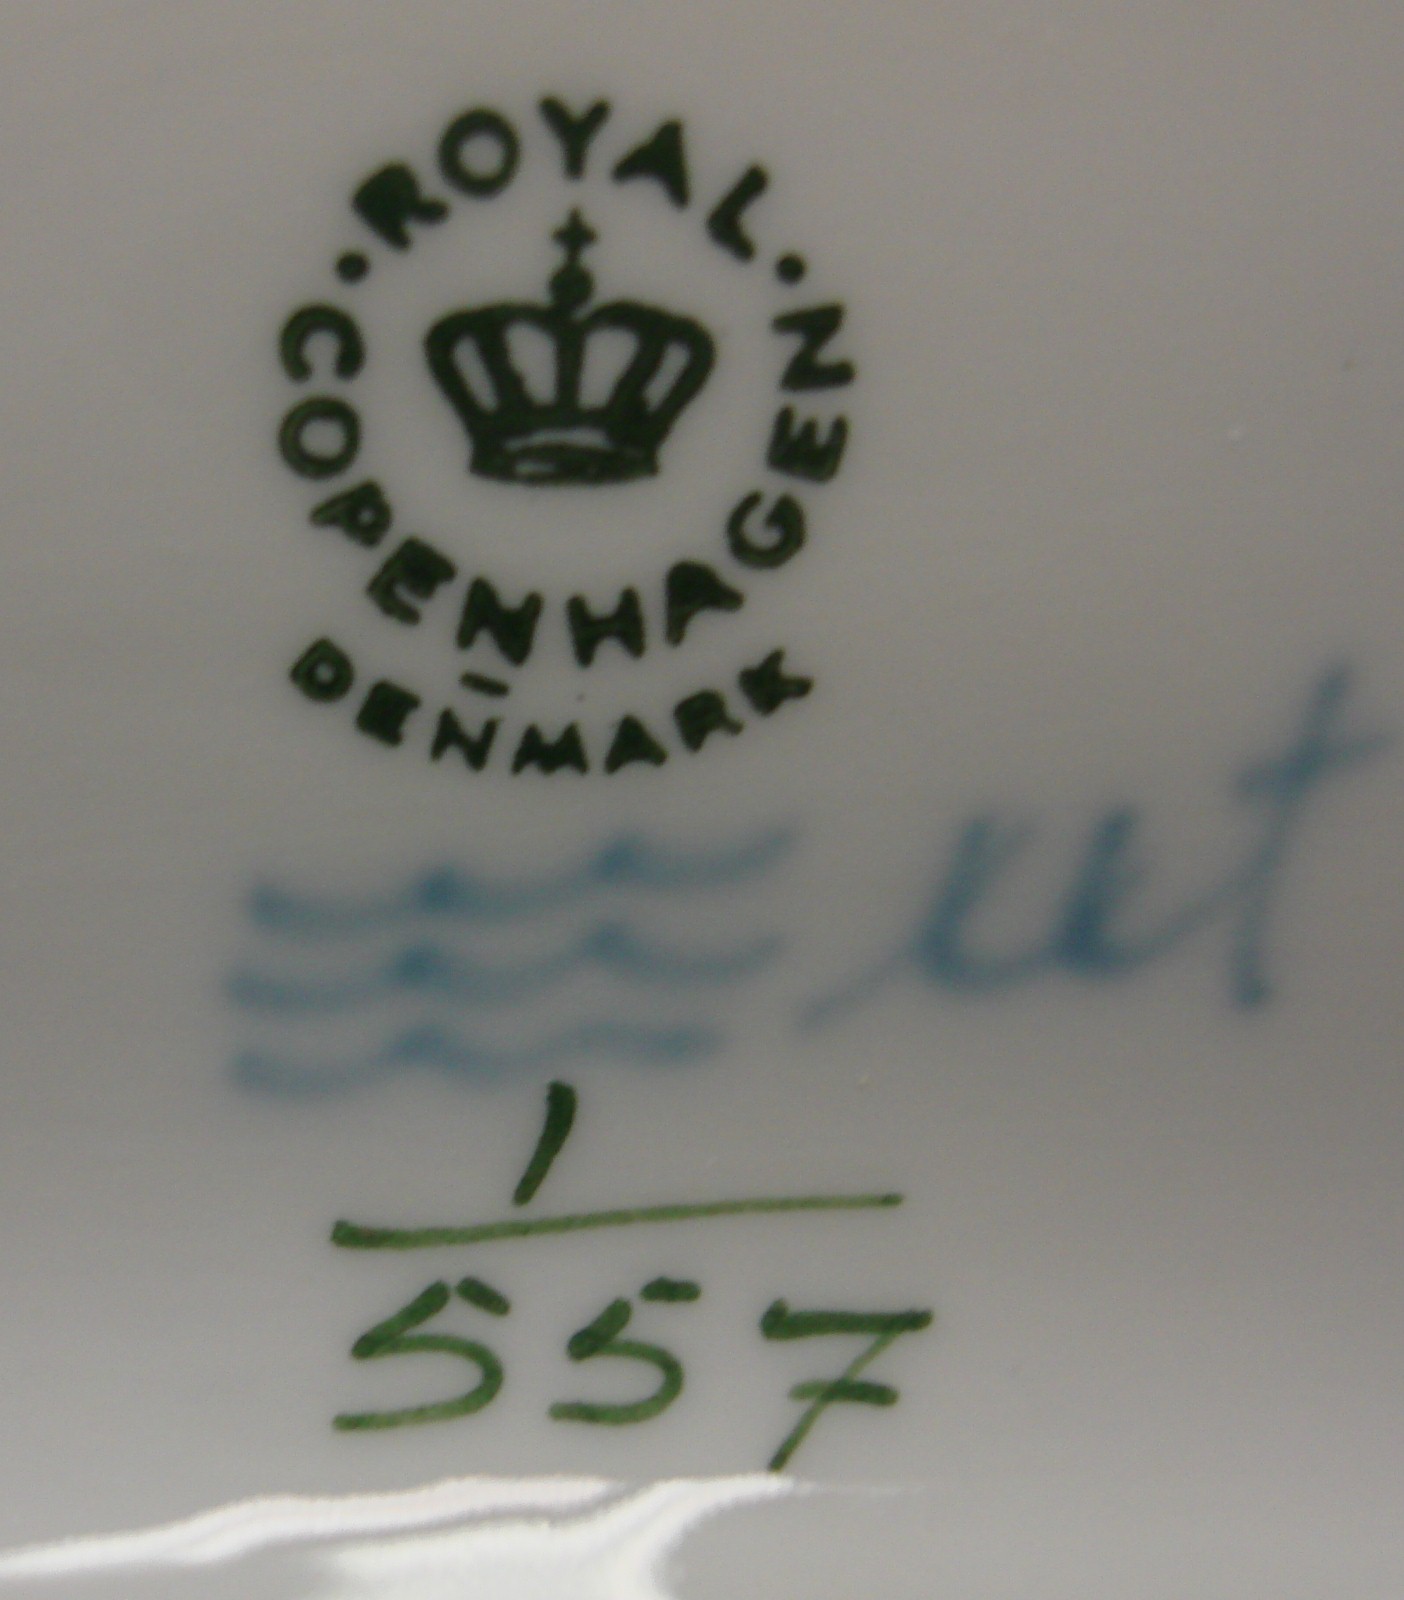 ROYAL
COPENHAGEN
DENMARK
1
557